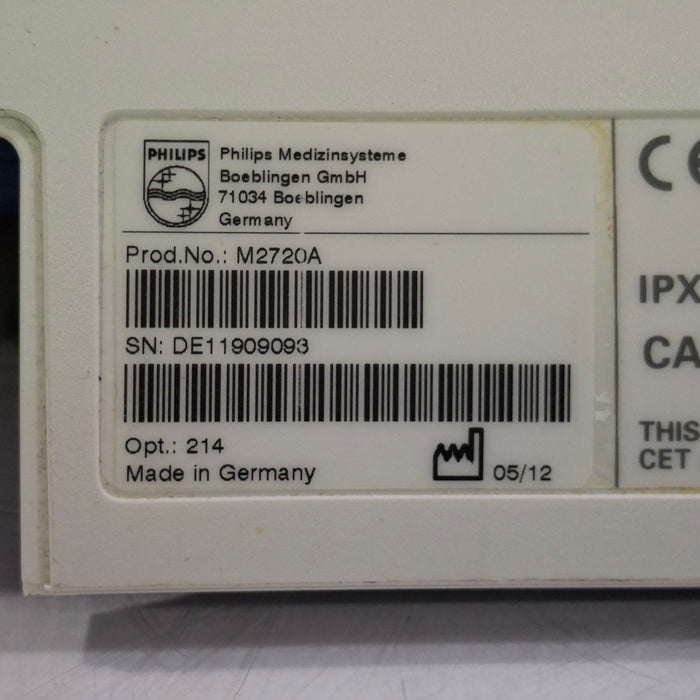 PHILIPS
Philips Medizinsysteme
Boeblingen GmbH
71034 Boeblingen
Germany
Prod.No.: M2720A
SN: DE11909093
Opt.: 214
Made in Germany
05/12
CE
IPX
CA
THIS
CET